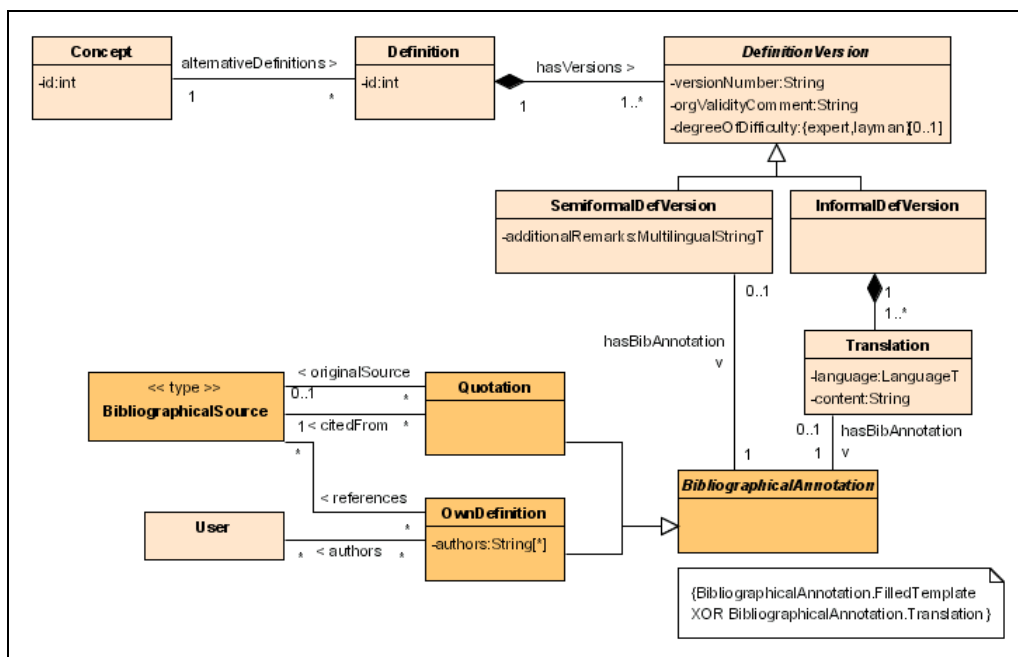 Concept
-id:int
alternativeDefinitions >
1
*
Definition
-id:int
hasVersions >
1
1..*
DefinitionVersion
-versionNumber:String
-orgValidityComment:String
-degreeOfDifficulty:{expert,layman}[0..1]
SemiformalDefVersion
-additionalRemarks:MultilingualStringT
InformalDefVersion
0..1
1
1..*
hasBibAnnotation
v
Translation
-language:LanguageT
-content:String
<< type >>
BibliographicalSource
< originalSource
0..1
*
1
< citedFrom
*
Quotation
0..1
hasBibAnnotation
1
v
1
*
< references
*
BibliographicalAnnotation
User
OwnDefinition
-authors:String[*]
*
< authors
*
{BibliographicalAnnotation.FilledTemplate
XOR BibliographicalAnnotation.Translation }